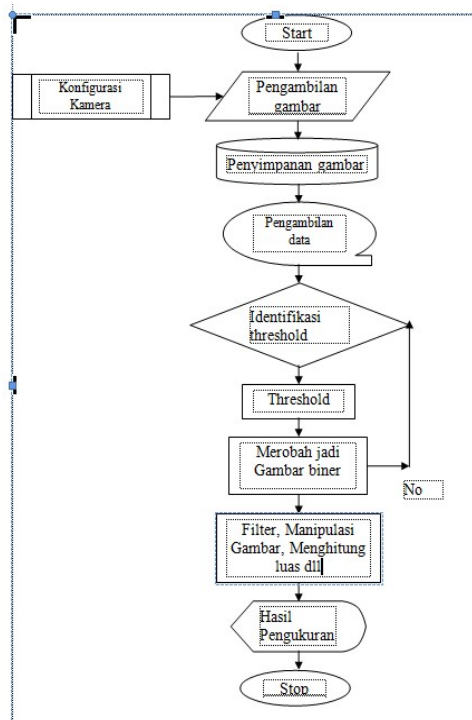 Start
Konfigurasi
Kamera
Pengambilan
gambar
Penyimpanan gambar
Pengambilan
data
Identifikasi
threshold
Threshold
Merobah jadi
Gambar biner
No
Filter, Manipulasi
Gambar, Menghitung
luas dll
Hasil
Pengukuran
Stop